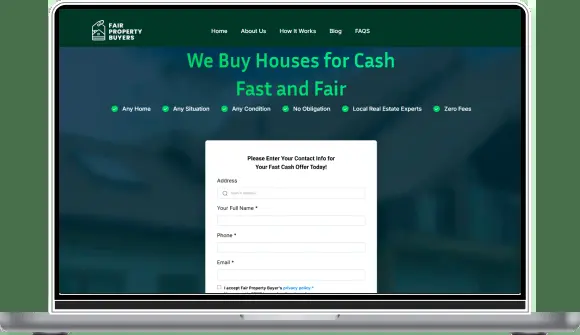 FAIR
PROPERTY
BUYERS
Home About Us How It Works Blog FAQS
We Buy Houses for Cash
Fast and Fair
Any Home Any Situation Any Condition No Obligation Local Real Estate Experts Zero Fees
Please Enter Your Contact Info for
Your Fast Cash Offer Today!
Address
Your Full Name *
Phone *
Email *
I accept Fair Property Buyer's privacy policy *